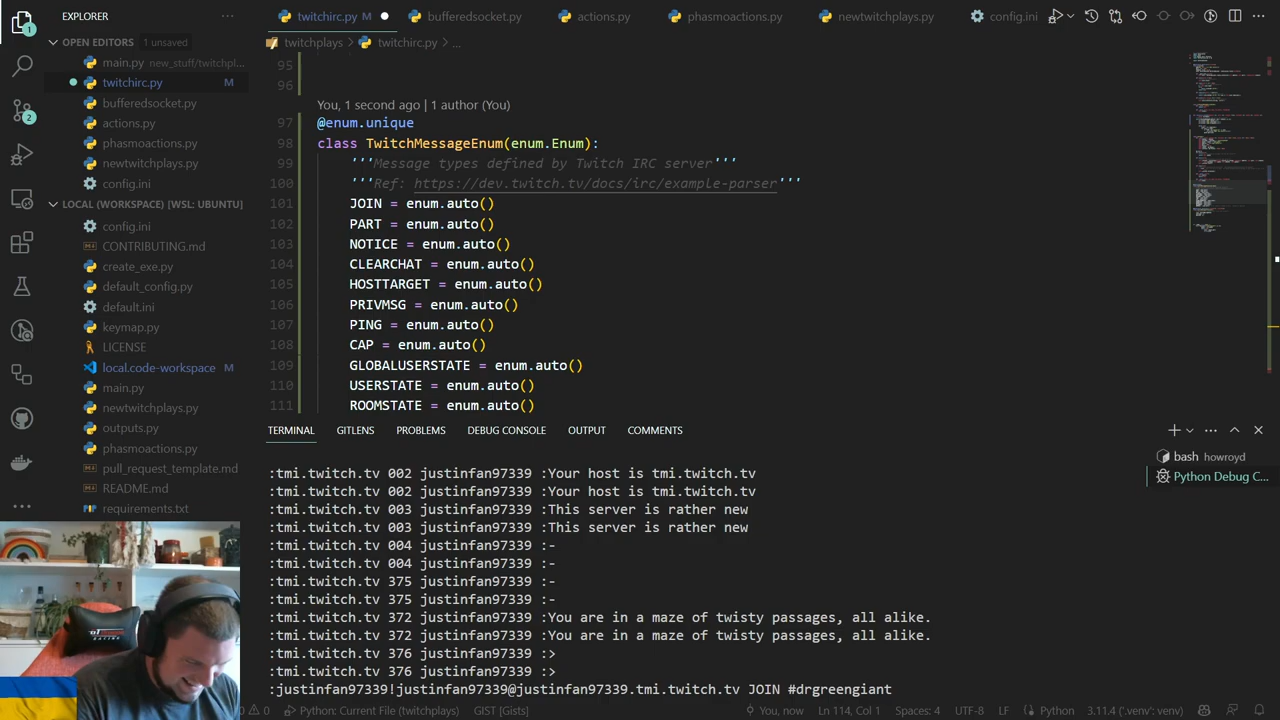 EXPLORER
OPEN EDITORS 1 unsaved
main.py new_stuff/twitchpl...
twitchirc.py M
bufferedsocket.py
actions.py
phasmoactions.py
newtwitchplays.py
config.ini
LOCAL (WORKSPACE) [WSL: UBUNTU]
config.ini
CONTRIBUTING.md
create_exe.py
default_config.py
default.ini
keymap.py
LICENSE
local.code-workspace M
main.py
newtwitchplays.py
outputs.py
phasmoactions.py
pull_request_template.md
README.md
requirements.txt
twitchirc.py M
bufferedsocket.py
actions.py
phasmoactions.py
newtwitchplays.py
config.ini
twitchplays > twitchirc.py > ...
95
96
You, 1 second ago | 1 author (You)
97 @enum.unique
98 class TwitchMessageEnum(enum.Enum):
99 '''Message types defined by Twitch IRC server'''
100 '''Ref: https://dev.twitch.tv/docs/irc/example-parser'''
101 JOIN = enum.auto()
102 PART = enum.auto()
103 NOTICE = enum.auto()
104 CLEARCHAT = enum.auto()
105 HOSTTARGET = enum.auto()
106 PRIVMSG = enum.auto()
107 PING = enum.auto()
108 CAP = enum.auto()
109 GLOBALUSERSTATE = enum.auto()
110 USERSTATE = enum.auto()
111 ROOMSTATE = enum.auto()
TERMINAL GITLENS PROBLEMS DEBUG CONSOLE OUTPUT COMMENTS
:tmi.twitch.tv 002 justinfan97339 :Your host is tmi.twitch.tv
:tmi.twitch.tv 002 justinfan97339 :Your host is tmi.twitch.tv
:tmi.twitch.tv 003 justinfan97339 :This server is rather new
:tmi.twitch.tv 003 justinfan97339 :This server is rather new
:tmi.twitch.tv 004 justinfan97339 :-
:tmi.twitch.tv 004 justinfan97339 :-
:tmi.twitch.tv 375 justinfan97339 :-
:tmi.twitch.tv 375 justinfan97339 :-
:tmi.twitch.tv 372 justinfan97339 :You are in a maze of twisty passages, all alike.
:tmi.twitch.tv 372 justinfan97339 :You are in a maze of twisty passages, all alike.
:tmi.twitch.tv 376 justinfan97339 :>
:tmi.twitch.tv 376 justinfan97339 :>
:justinfan97339!justinfan97339@justinfan97339.tmi.twitch.tv JOIN #drgreengiant
bash howroyd
Python Debug C...
0 Python: Current File (twitchplays) GIST [Gists] You, now Ln 114, Col 1 Spaces: 4 UTF-8 LF Python 3.11.4 ('.venv': venv)